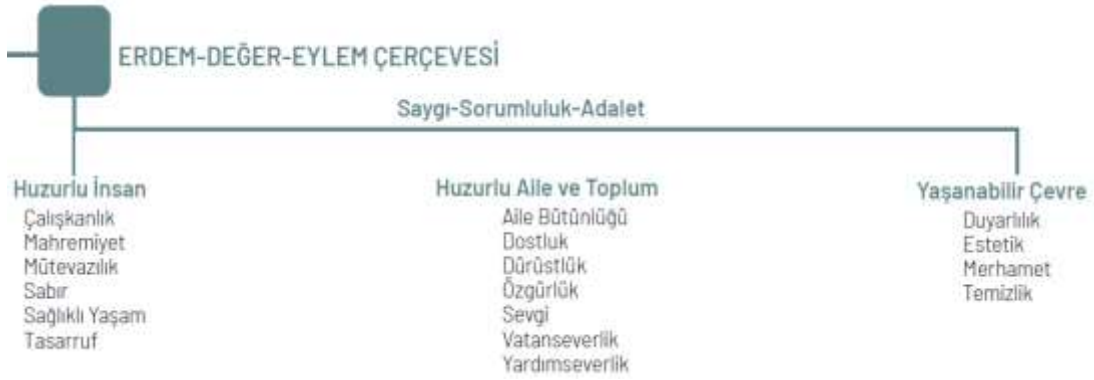 ERDEM-DEĞER-EYLEM ÇERÇEVESİ
Saygı-Sorumluluk-Adalet
Huzurlu İnsan
Çalışkanlık
Mahremiyet
Mütevazılık
Sabır
Sağlıklı Yaşam
Tasarruf
Huzurlu Aile ve Toplum
Aile Bütünlüğü
Dostluk
Dürüstlük
Özgürlük
Sevgi
Vatanseverlik
Yardımseverlik
Yaşanabilir Çevre
Duyarlılık
Estetik
Merhamet
Temizlik